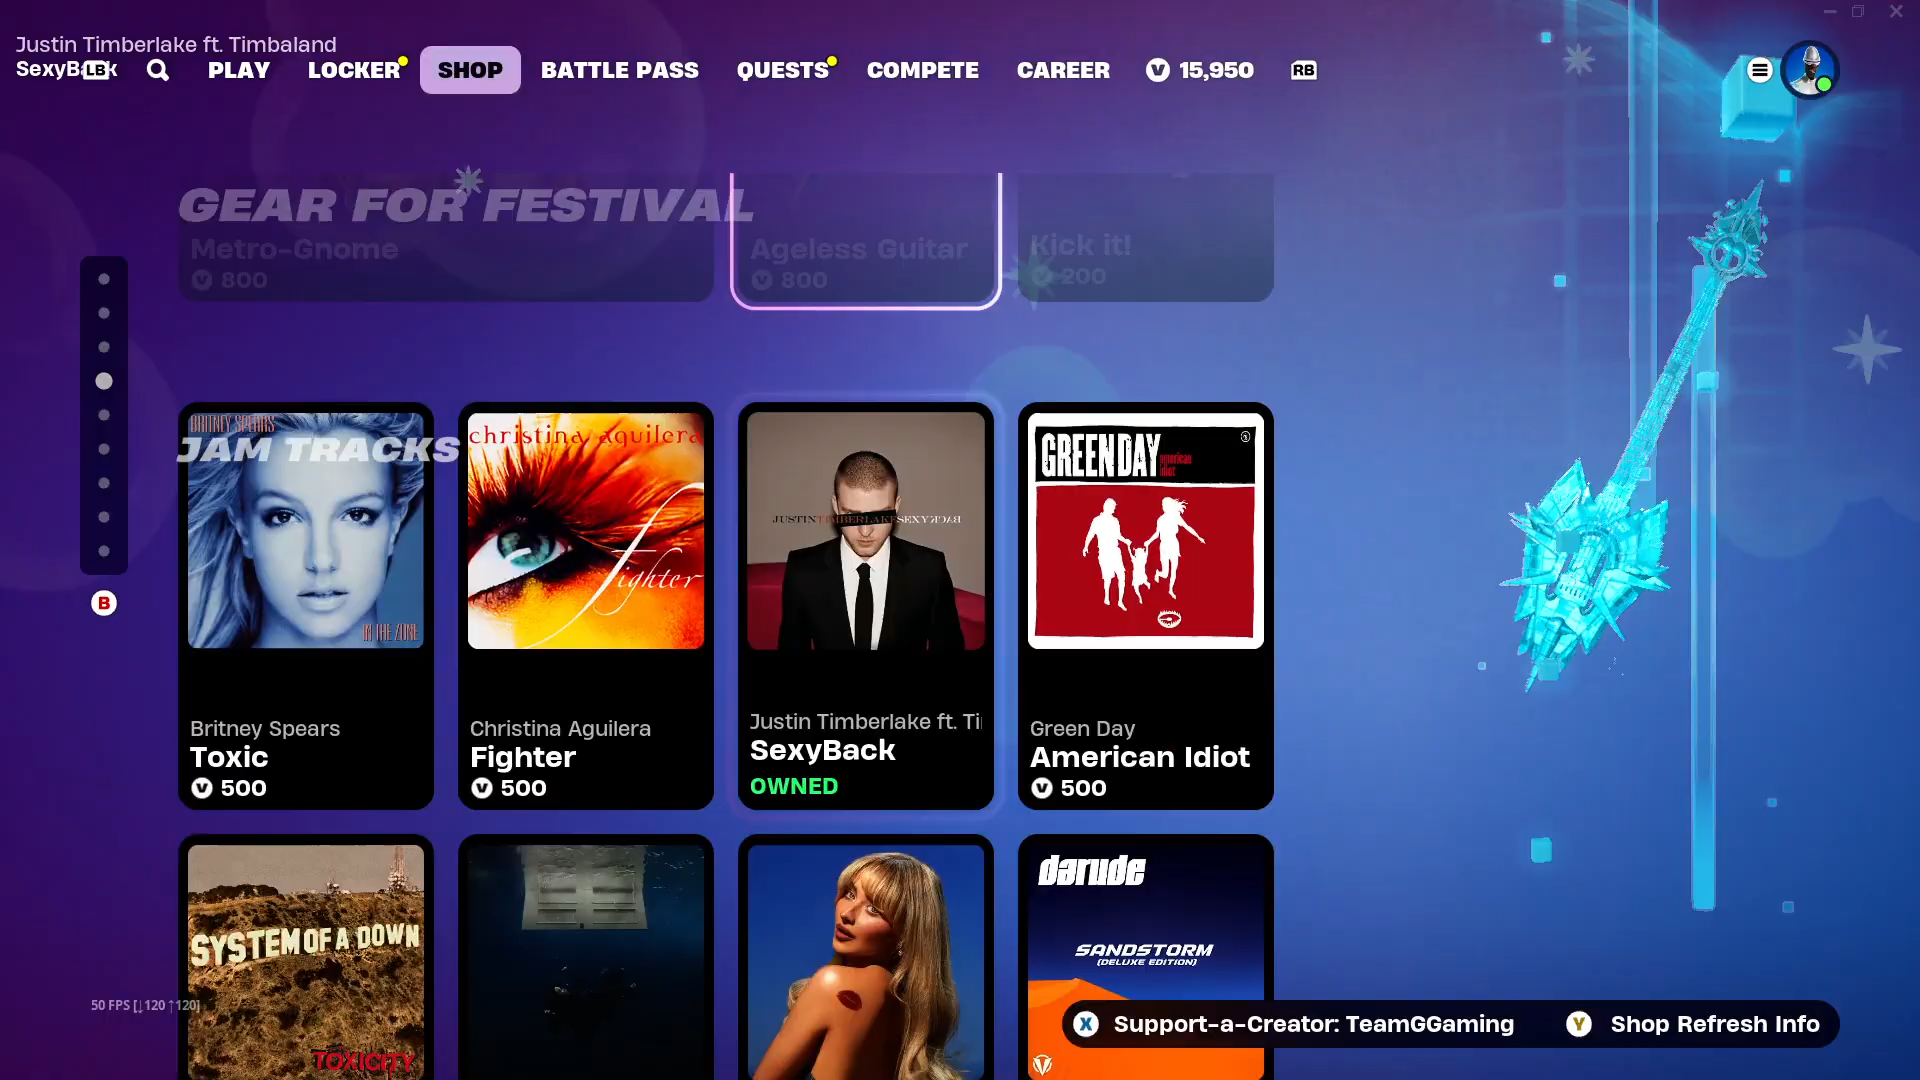 Justin Timberlake ft. Timbaland
SexyBack
LB
PLAY
LOCKER
SHOP
BATTLE PASS
QUESTS
COMPETE
CAREER
15,950
RB
GEAR FOR FESTIVAL
Metro-Gnome
800
Ageless Guitar
800
Kick it!
200
B
JAM TRACKS
BRITNEY SPEARS
IN THE ZONE
Britney Spears
Toxic
500
christina aguilera
fighter
Christina Aguilera
Fighter
500
JUSTINTIMBERLAKESEXYBACK
Justin Timberlake ft. Ti
SexyBack
OWNED
GREEN DAY
american
idiot
Green Day
American Idiot
500
SYSTEM OF A DOWN
TOXICITY
darude
SANDSTORM
(DELUXE EDITION)
50 FPS [↓120 ↑120]
X Support-a-Creator: TeamGGaming
Y Shop Refresh Info